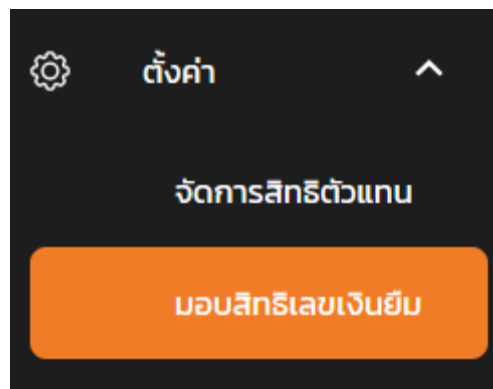 ตั้งค่า
จัดการสิทธิตัวแทน
มอบสิทธิเลขเงินยืม